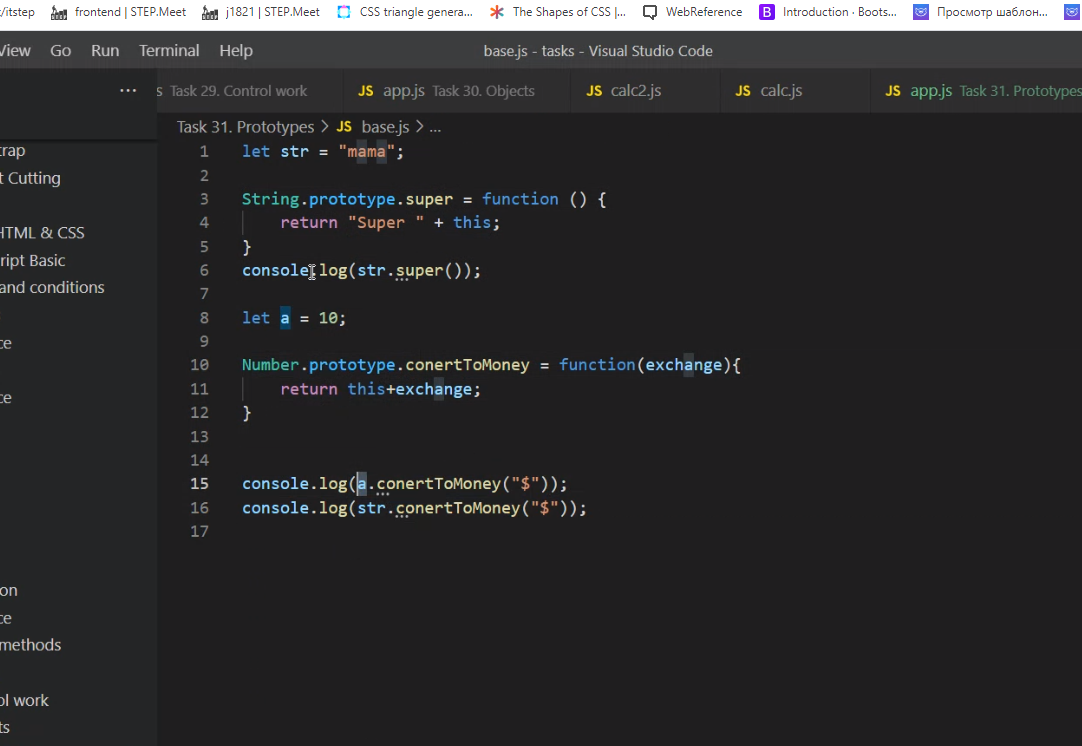 /itstep frontend | STEP.Meet j1821 | STEP.Meet CSS triangle genera... The Shapes of CSS |... WebReference B Introduction · Boots... Просмотр шаблон...
View Go Run Terminal Help base.js - tasks - Visual Studio Code
... s Task 29. Control work JS app.js Task 30. Objects JS calc2.js JS calc.js JS app.js Task 31. Prototypes
Task 31. Prototypes > JS base.js > ...
rap
t Cutting
HTML & CSS
ript Basic
and conditions
ce
ce
on
ce
methods
ol work
ts
1 let str = "mama";
2
3 String.prototype.super = function () {
4 return "Super " + this;
5 }
6 console.log(str.super());
7
8 let a = 10;
9
10 Number.prototype.conertToMoney = function(exchange){
11 return this+exchange;
12 }
13
14
15 console.log(a.conertToMoney("$"));
16 console.log(str.conertToMoney("$"));
17